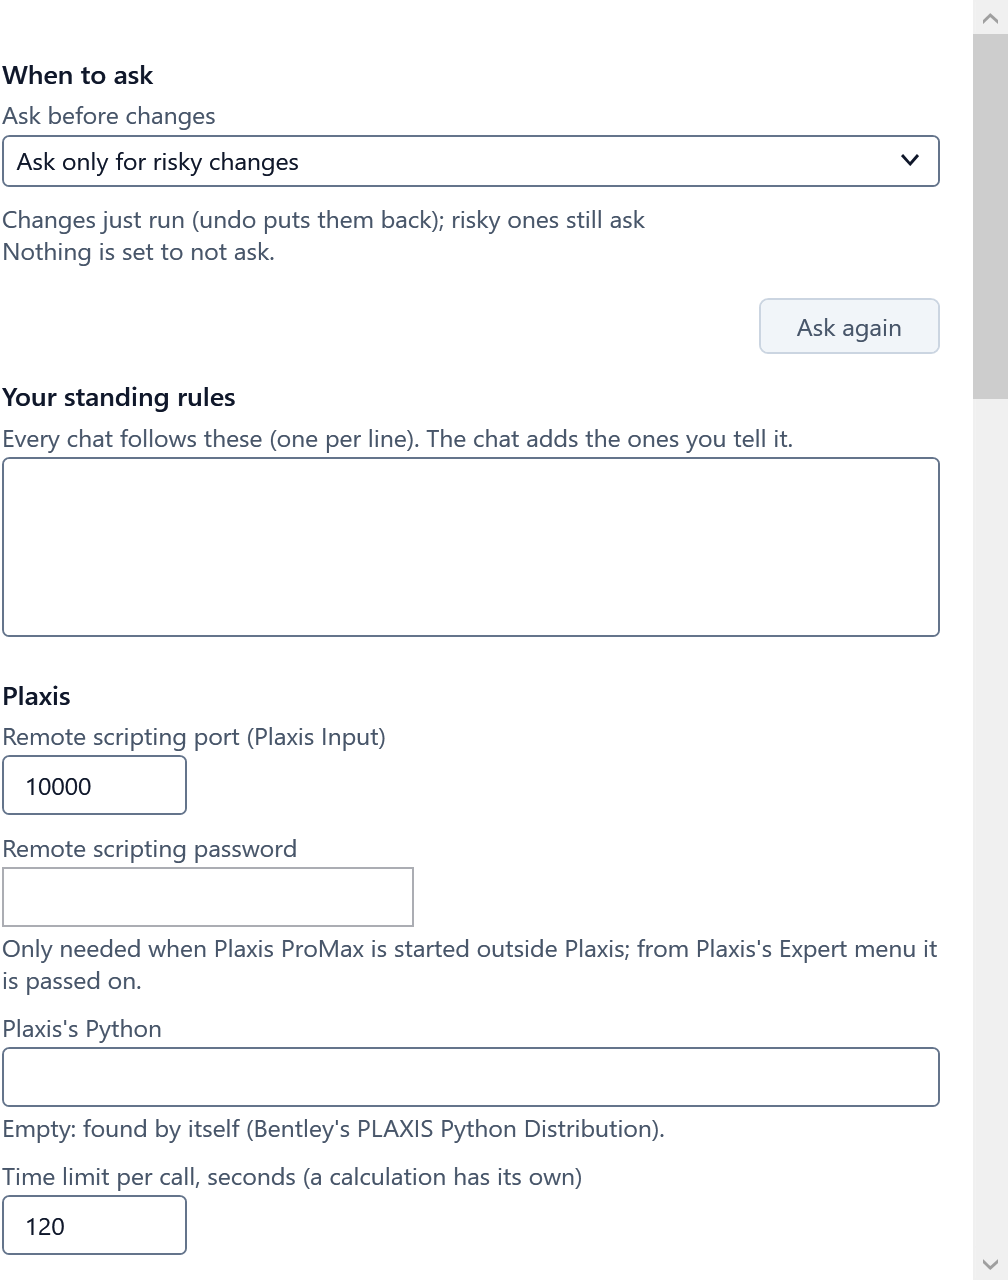 When to ask
Ask before changes
Ask only for risky changes
Changes just run (undo puts them back); risky ones still ask
Nothing is set to not ask.
Ask again
Your standing rules
Every chat follows these (one per line). The chat adds the ones you tell it.
Plaxis
Remote scripting port (Plaxis Input)
10000
Remote scripting password
Only needed when Plaxis ProMax is started outside Plaxis; from Plaxis's Expert menu it
is passed on.
Plaxis's Python
Empty: found by itself (Bentley's PLAXIS Python Distribution).
Time limit per call, seconds (a calculation has its own)
120